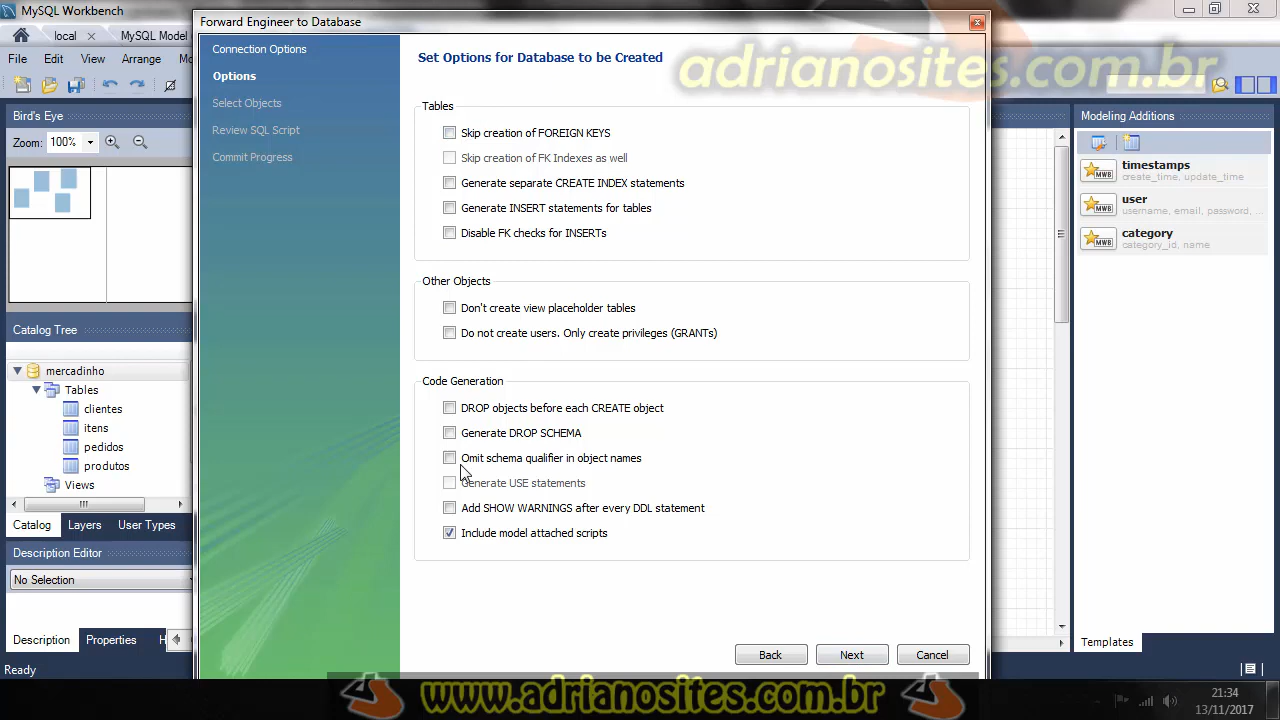 MySQL Workbench
Forward Engineer to Database
local
MySQL Model
File
Edit
View
Arrange
Bird's Eye
Zoom:
100%
Catalog Tree
mercadinho
Tables
clientes
itens
pedidos
produtos
Views
Catalog
Layers
User Types
Description Editor
No Selection
Description
Properties
H
Ready
Connection Options
Options
Select Objects
Review SQL Script
Commit Progress
Set Options for Database to be Created
Tables
Skip creation of FOREIGN KEYS
Skip creation of FK Indexes as well
Generate separate CREATE INDEX statements
Generate INSERT statements for tables
Disable FK checks for INSERTs
Other Objects
Don't create view placeholder tables
Do not create users. Only create privileges (GRANTs)
Code Generation
DROP objects before each CREATE object
Generate DROP SCHEMA
Omit schema qualifier in object names
Generate USE statements
Add SHOW WARNINGS after every DDL statement
Include model attached scripts
Back
Next
Cancel
adrianosites.com.br
Modeling Additions
MWB
timestamps
create_time, update_time
MWB
user
username, email, password, ...
MWB
category
category_id, name
Templates
www.adrianosites.com.br
21:34
13/11/2017